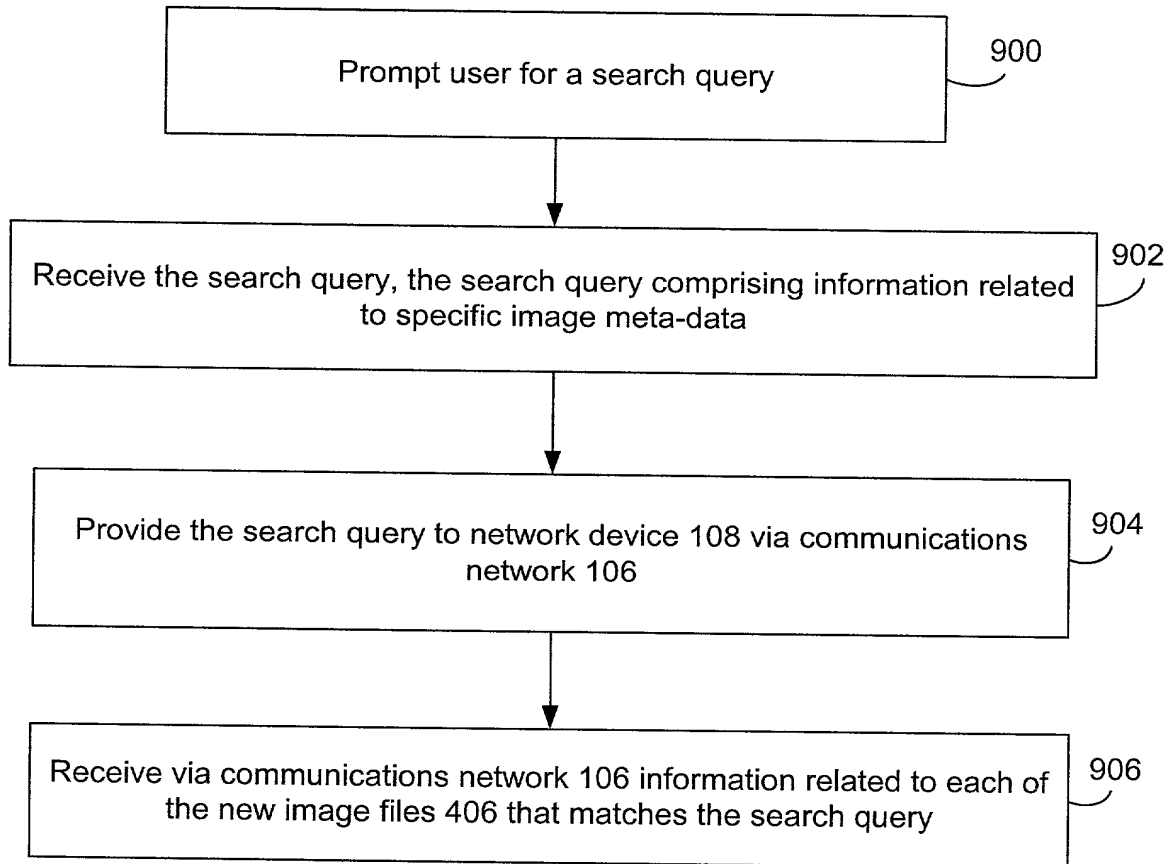 Prompt user for a search query
900
Receive the search query, the search query comprising information related
to specific image meta-data
902
Provide the search query to network device 108 via communications
network 106
904
Receive via communications network 106 information related to each of
the new image files 406 that matches the search query
906